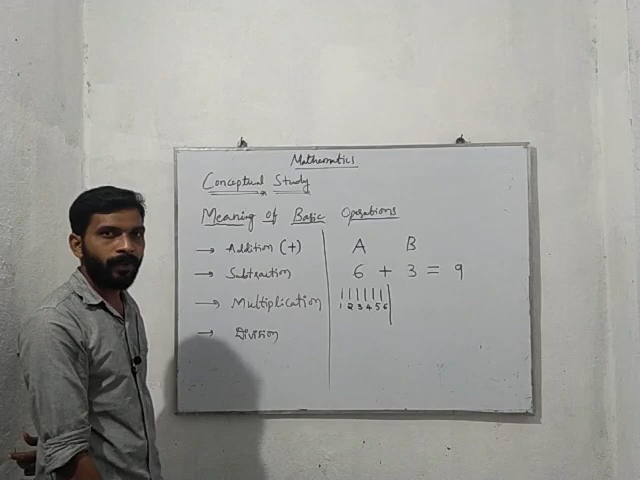 Mathematics
Conceptual Study
Meaning of Basic Operations
→ Addition (+)
→ Subtraction
→ Multiplication
→ Division
A B
6 + 3 = 9
1 2 3 4 5 6